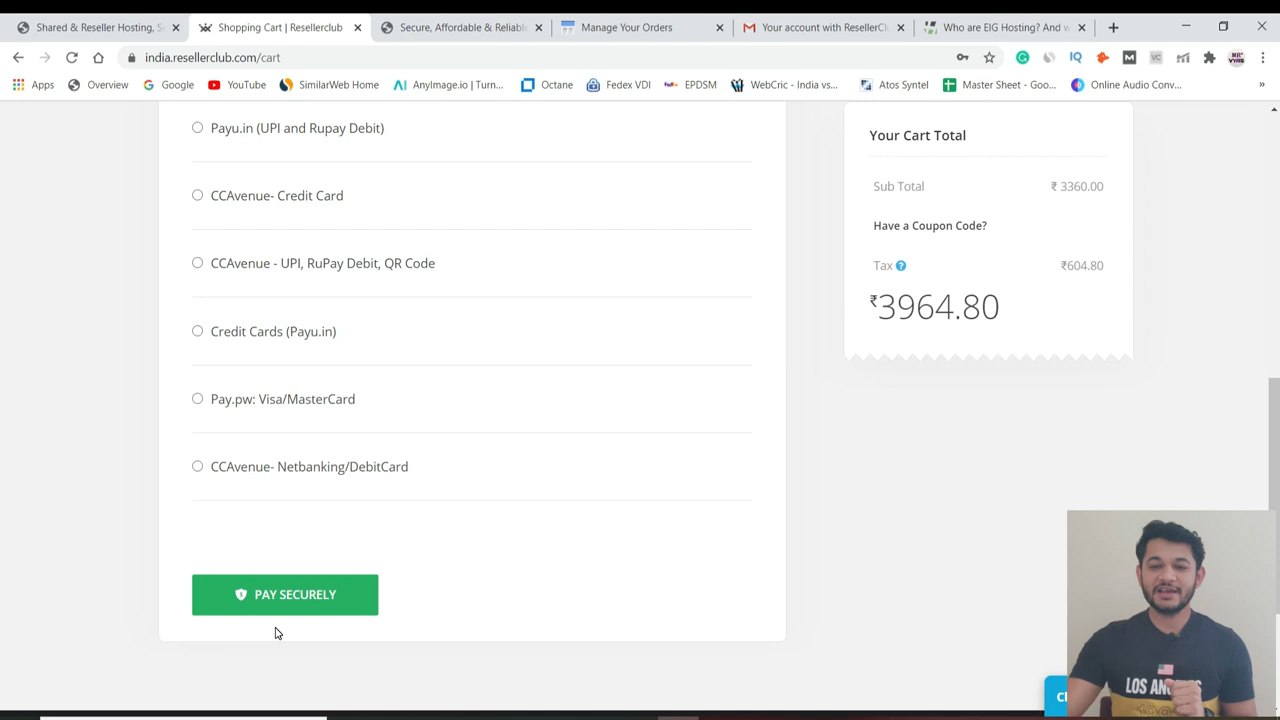 Shared & Reseller Hosting, S
Shopping Cart | Resellerclub
Secure, Affordable & Reliabl
Manage Your Orders
Your account with ResellerCl
Who are EIG Hosting? And w
india.resellerclub.com/cart
Apps
Overview
Google
YouTube
SimilarWeb Home
AnyImage.io | Turn...
Octane
Fedex VDI
EPDSM
WebCric - India vs...
Atos Syntel
Master Sheet - Goo...
Online Audio Conv...
»
Payu.in (UPI and Rupay Debit)
CCAvenue- Credit Card
CCAvenue - UPI, RuPay Debit, QR Code
Credit Cards (Payu.in)
Pay.pw: Visa/MasterCard
CCAvenue- Netbanking/DebitCard
PAY SECURELY
Your Cart Total
Sub Total ₹ 3360.00
Have a Coupon Code?
Tax ? ₹604.80
₹3964.80
LOS ANGELES